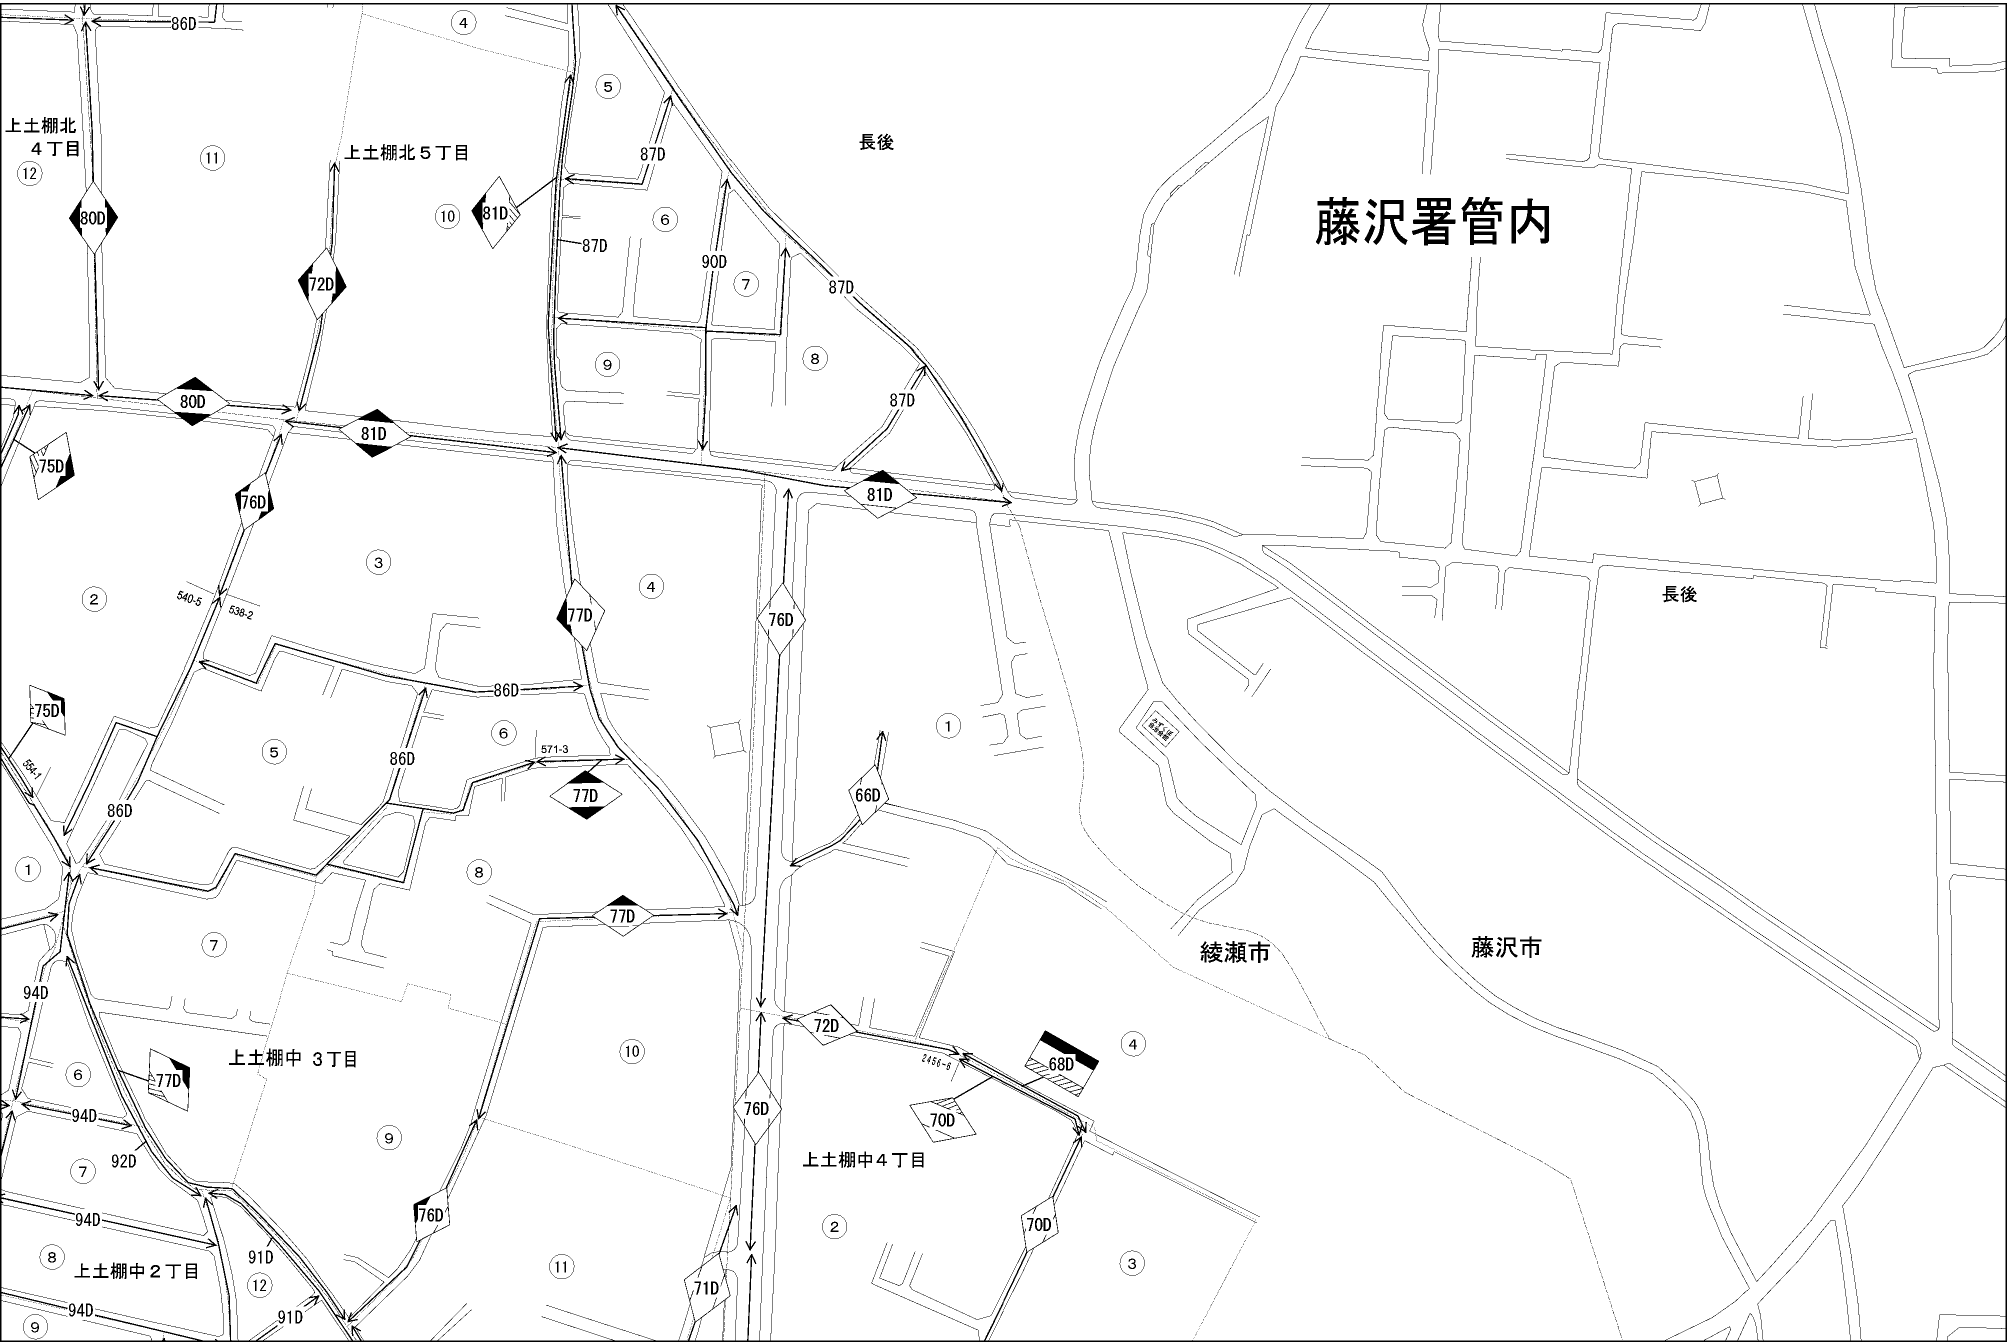 86D
④
⑤
上土棚北
４丁目
⑫
⑪
上土棚北５丁目
長後
87D
藤沢署管内
80D
⑩
81D
⑥
87D
90D
72D
⑦
87D
⑧
⑨
80D
87D
81D
75D
76D
81D
③
④
②
540-5
538-2
長後
77D
76D
86D
75D
⑥
①
571-3
⑤
86D
554-1
77D
66D
86D
①
⑧
77D
⑦
綾瀬市
藤沢市
94D
72D
④
⑩
上土棚中 3丁目
2456-6
68D
⑥
77D
94D
76D
70D
⑨
92D
上土棚中４丁目
⑦
94D
76D
70D
②
⑧
91D
上土棚中２丁目
⑫
⑪
③
71D
94D
91D
⑨